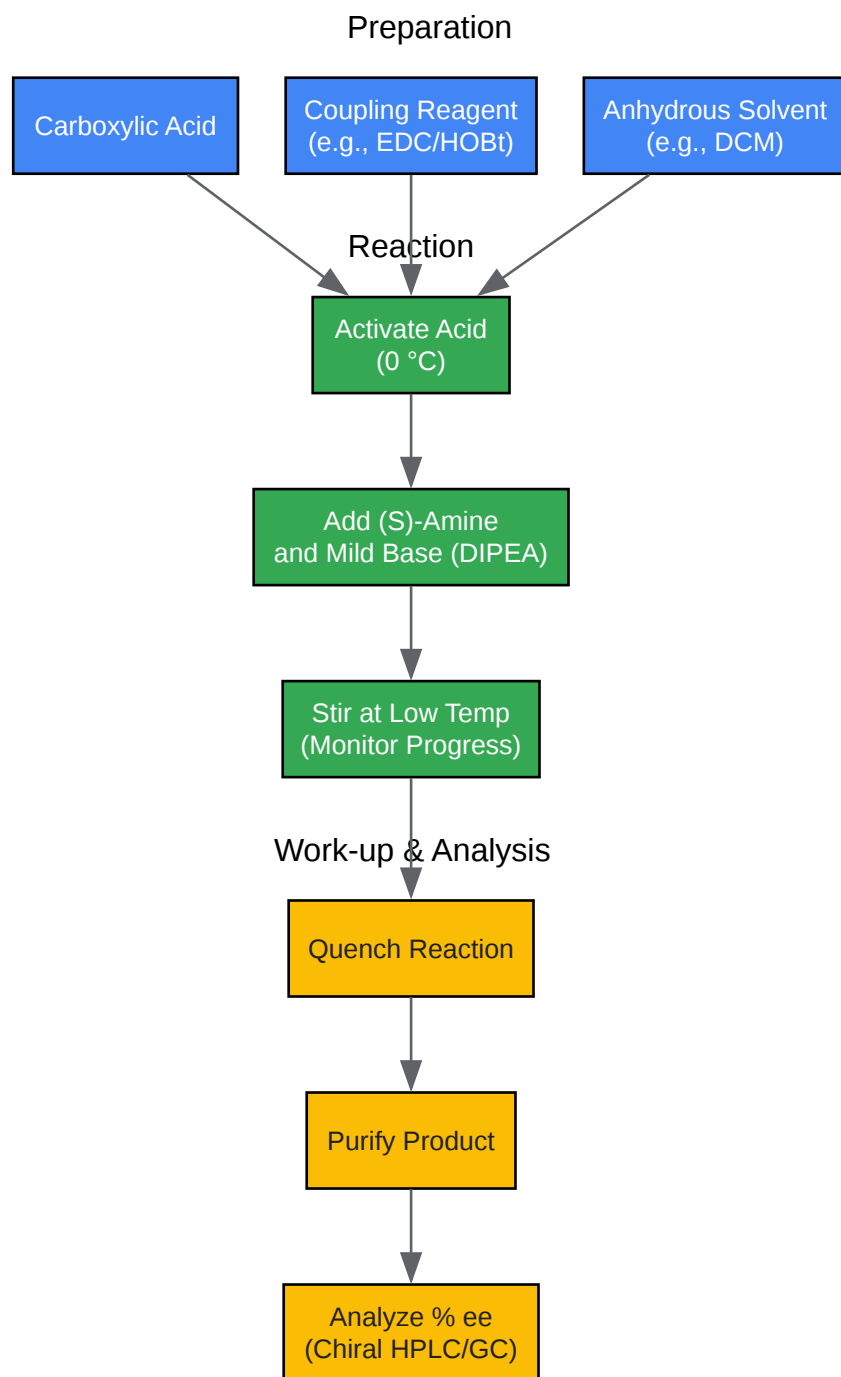 Preparation
Carboxylic Acid
Coupling Reagent
(e.g., EDC/HOBt)
Anhydrous Solvent
(e.g., DCM)
Reaction
Activate Acid
(0 °C)
Add (S)-Amine
and Mild Base (DIPEA)
Stir at Low Temp
(Monitor Progress)
Work-up & Analysis
Quench Reaction
Purify Product
Analyze % ee
(Chiral HPLC/GC)